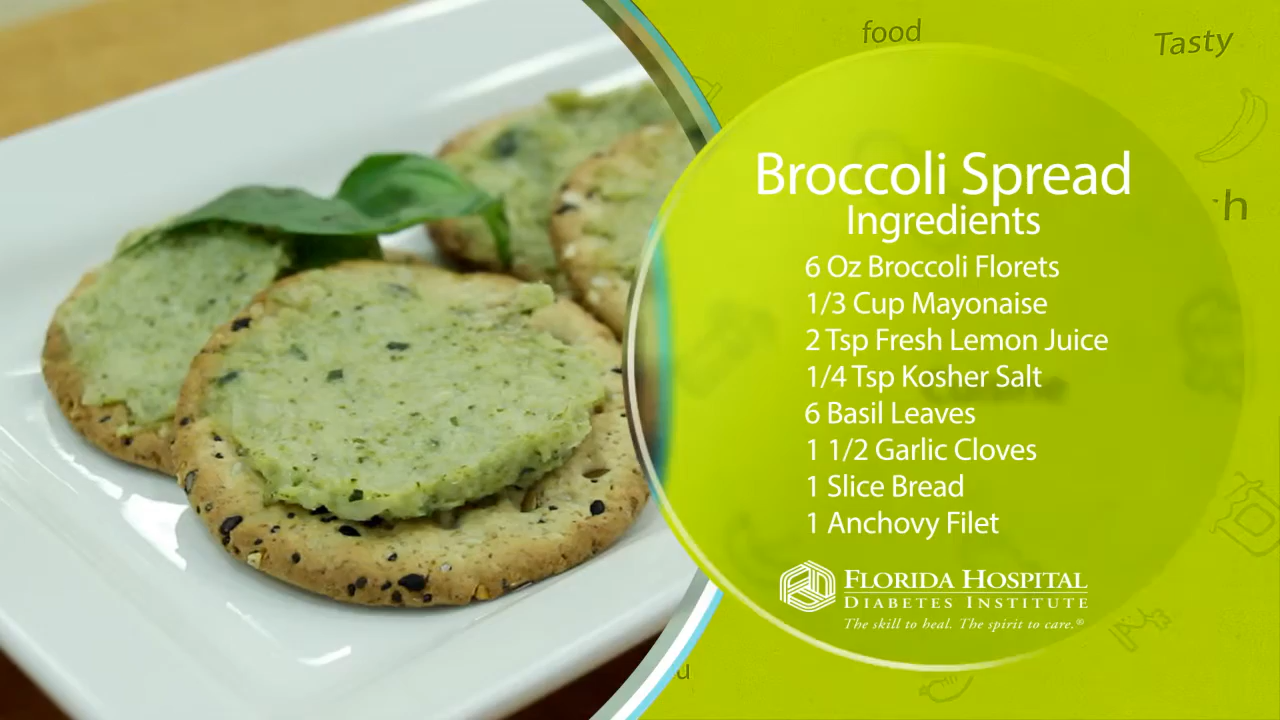 food
Tasty
h
Broccoli Spread
Ingredients
6 Oz Broccoli Florets
1/3 Cup Mayonaise
2 Tsp Fresh Lemon Juice
1/4 Tsp Kosher Salt
6 Basil Leaves
1 1/2 Garlic Cloves
1 Slice Bread
1 Anchovy Filet
FLORIDA HOSPITAL
DIABETES INSTITUTE
The skill to heal. The spirit to care.®